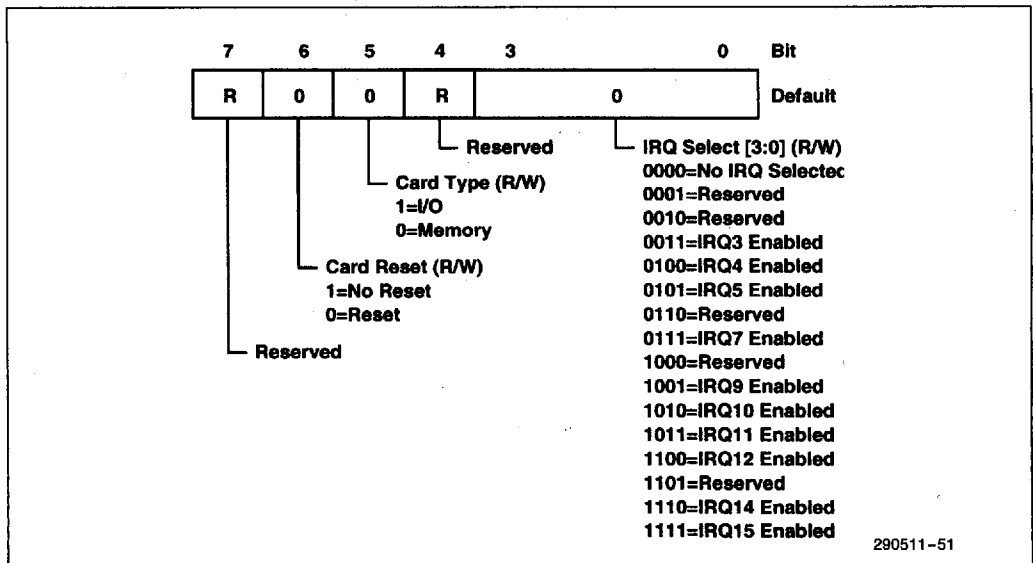 7 6 5 4 3 0 Bit
R 0 0 R 0 Default
Reserved
Card Type (R/W)
1=I/O
0=Memory
Card Reset (R/W)
1=No Reset
0=Reset
Reserved
IRQ Select [3:0] (R/W)
0000=No IRQ Selected
0001=Reserved
0010=Reserved
0011=IRQ3 Enabled
0100=IRQ4 Enabled
0101=IRQ5 Enabled
0110=Reserved
0111=IRQ7 Enabled
1000=Reserved
1001=IRQ9 Enabled
1010=IRQ10 Enabled
1011=IRQ11 Enabled
1100=IRQ12 Enabled
1101=Reserved
1110=IRQ14 Enabled
1111=IRQ15 Enabled
290511-51